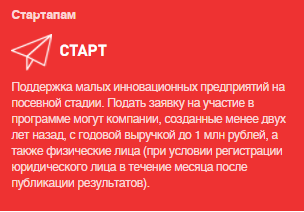 Стартапам
СТАРТ
Поддержка малых инновационных предприятий на
посевной стадии. Подать заявку на участие в
программе могут компании, созданные менее двух
лет назад, с годовой выручкой до 1 млн рублей, а
также физические лица (при условии регистрации
юридического лица в течение месяца после
публикации результатов).